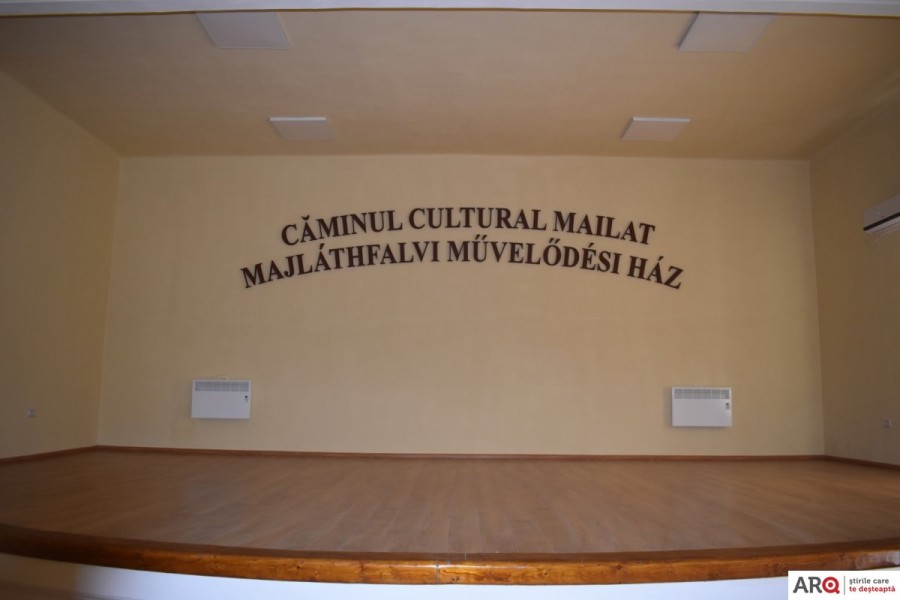 CĂMINUL CULTURAL MAILAT
MAJLÁTHFALVI MŰVELŐDÉSI HÁZ
ARQ
știrile care
te deșteaptă